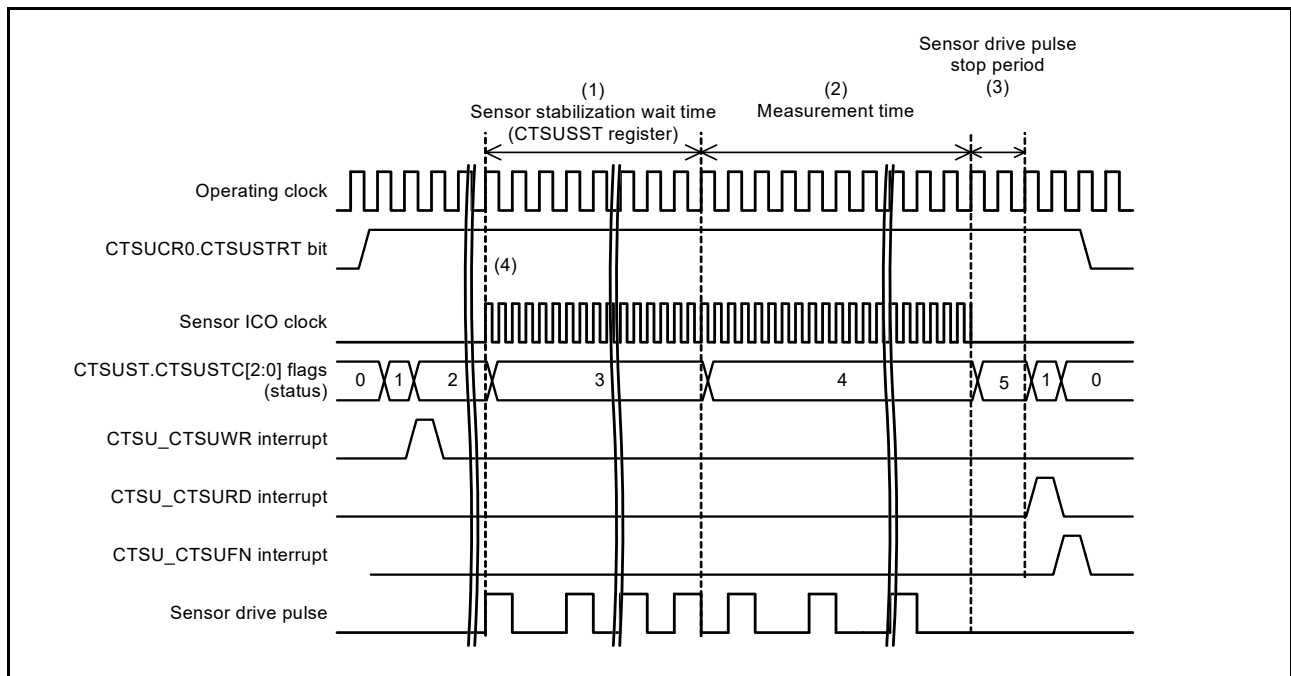 Sensor drive pulse
stop period
(3)
(1)
Sensor stabilization wait time
(CTSUSST register)
(2)
Measurement time
Operating clock
CTSUCR0.CTSUSTRT bit
(4)
Sensor ICO clock
CTSUST.CTSUSTC[2:0] flags
(status)
0 1 2 3 4 5 1 0
CTSU_CTSUWR interrupt
CTSU_CTSURD interrupt
CTSU_CTSUFN interrupt
Sensor drive pulse